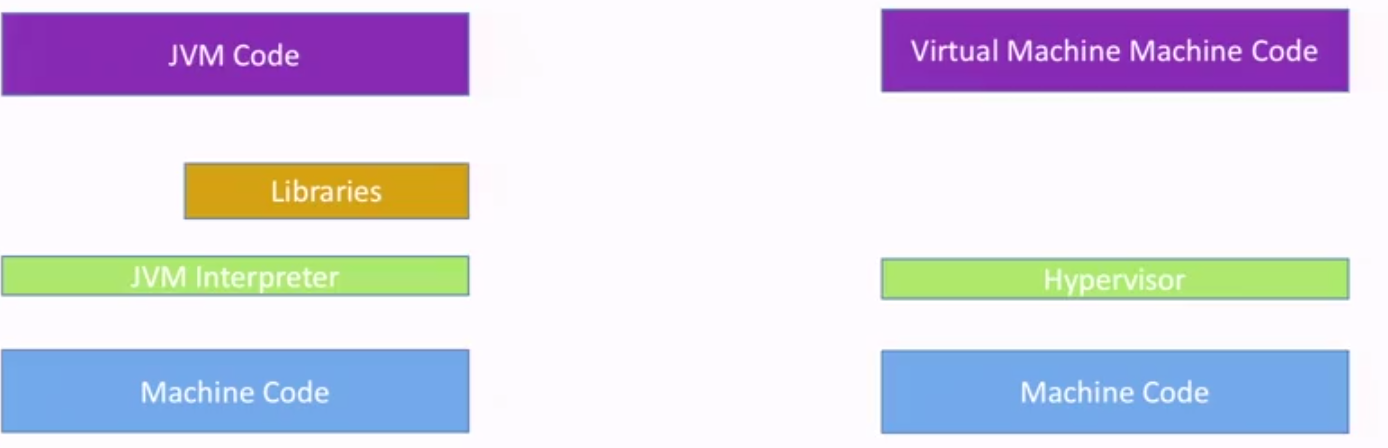 JVM Code
Libraries
JVM Interpreter
Machine Code
Virtual Machine Machine Code
Hypervisor
Machine Code